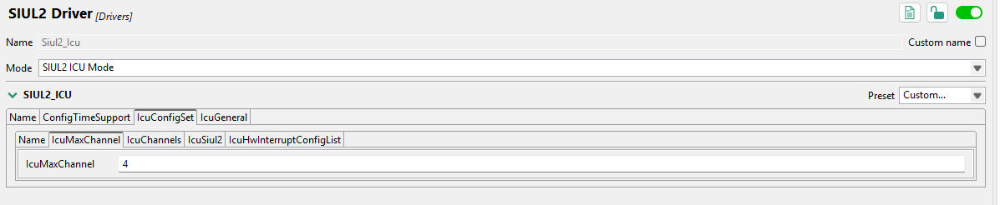 SIUL2 Driver [Drivers]
Name Siul2_Icu Custom name
Mode SIUL2 ICU Mode
SIUL2_ICU Preset Custom...
Name ConfigTimeSupport IcuConfigSet IcuGeneral
Name IcuMaxChannel IcuChannels IcuSiul2 IcuHwInterruptConfigList
IcuMaxChannel 4